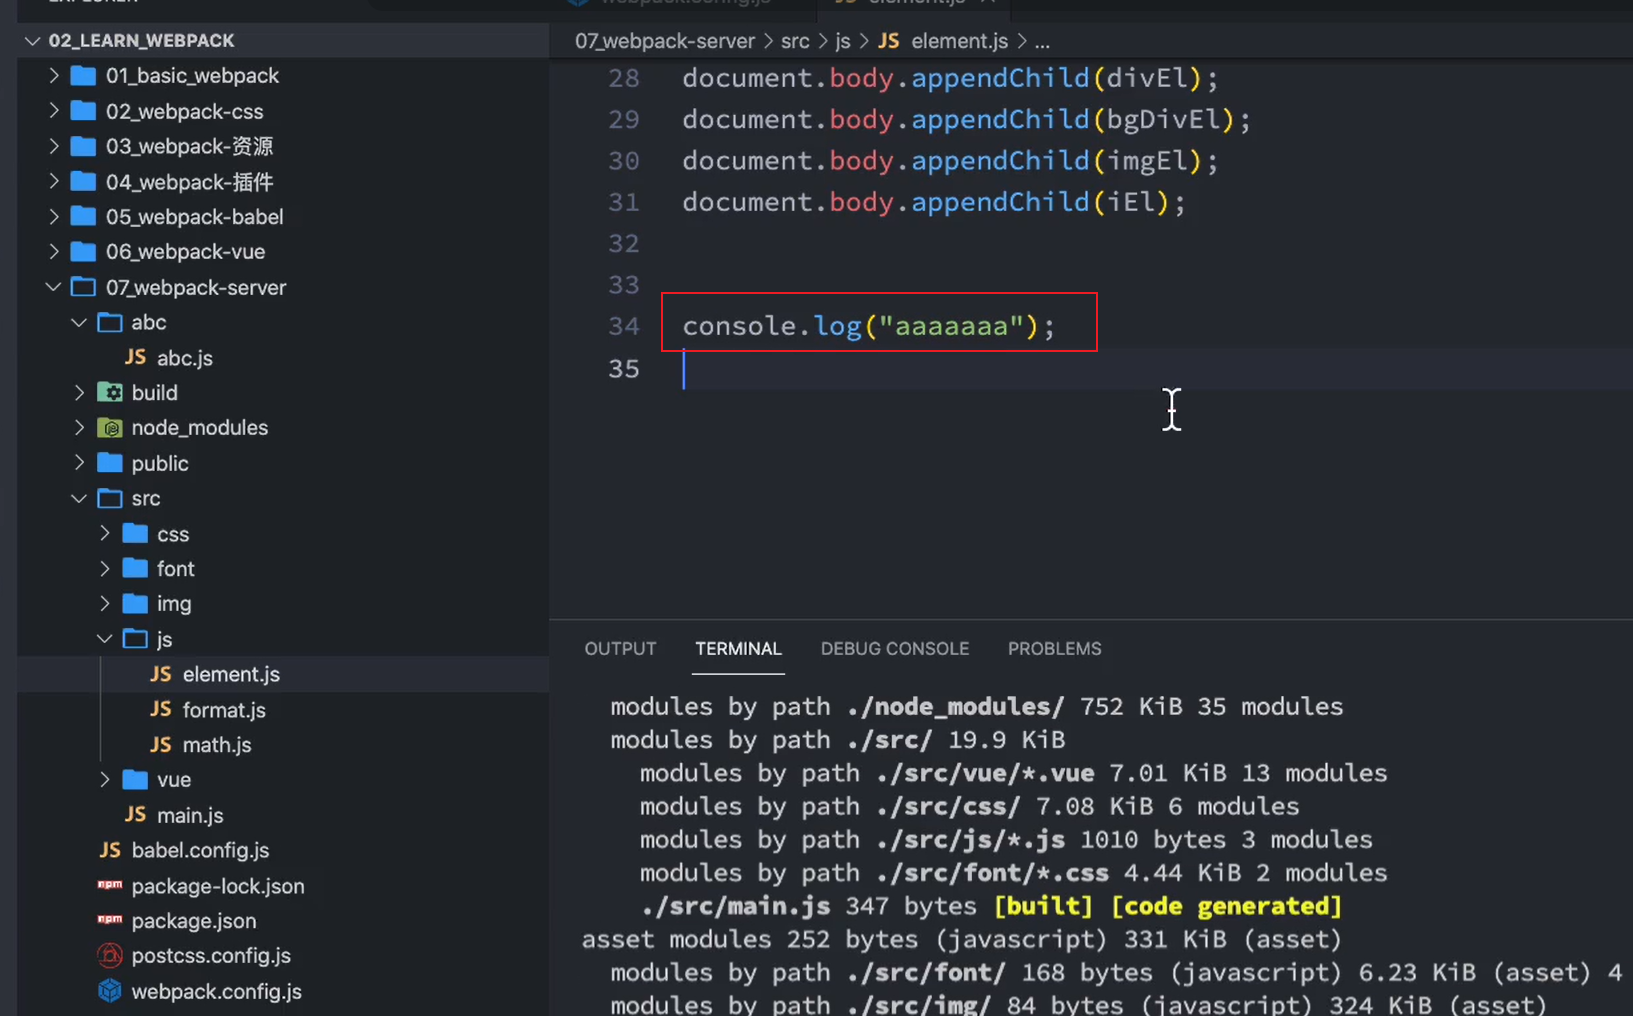 EXPLORER
webpack.config.js
JS element.js
02_LEARN_WEBPACK
01_basic_webpack
02_webpack-css
03_webpack-资源
04_webpack-插件
05_webpack-babel
06_webpack-vue
07_webpack-server
abc
JS abc.js
build
node_modules
public
src
css
font
img
js
JS element.js
JS format.js
JS math.js
vue
JS main.js
JS babel.config.js
npm package-lock.json
npm package.json
postcss.config.js
webpack.config.js
07_webpack-server > src > js > JS element.js > ...
28 document.body.appendChild(divEl);
29 document.body.appendChild(bgDivEl);
30 document.body.appendChild(imgEl);
31 document.body.appendChild(iEl);
32
33
34 console.log("aaaaaaa");
35
OUTPUT TERMINAL DEBUG CONSOLE PROBLEMS
modules by path ./node_modules/ 752 KiB 35 modules
modules by path ./src/ 19.9 KiB
modules by path ./src/vue/*.vue 7.01 KiB 13 modules
modules by path ./src/css/ 7.08 KiB 6 modules
modules by path ./src/js/*.js 1010 bytes 3 modules
modules by path ./src/font/*.css 4.44 KiB 2 modules
./src/main.js 347 bytes [built] [code generated]
asset modules 252 bytes (javascript) 331 KiB (asset)
modules by path ./src/font/ 168 bytes (javascript) 6.23 KiB (asset) 4
modules by path ./src/img/ 84 bytes (javascript) 324 KiB (asset)